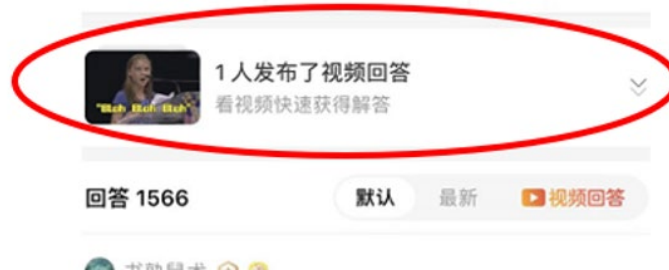 1人发布了视频回答
"Blah Blah Blah"
看视频快速获得解答
回答 1566
默认
最新
视频回答